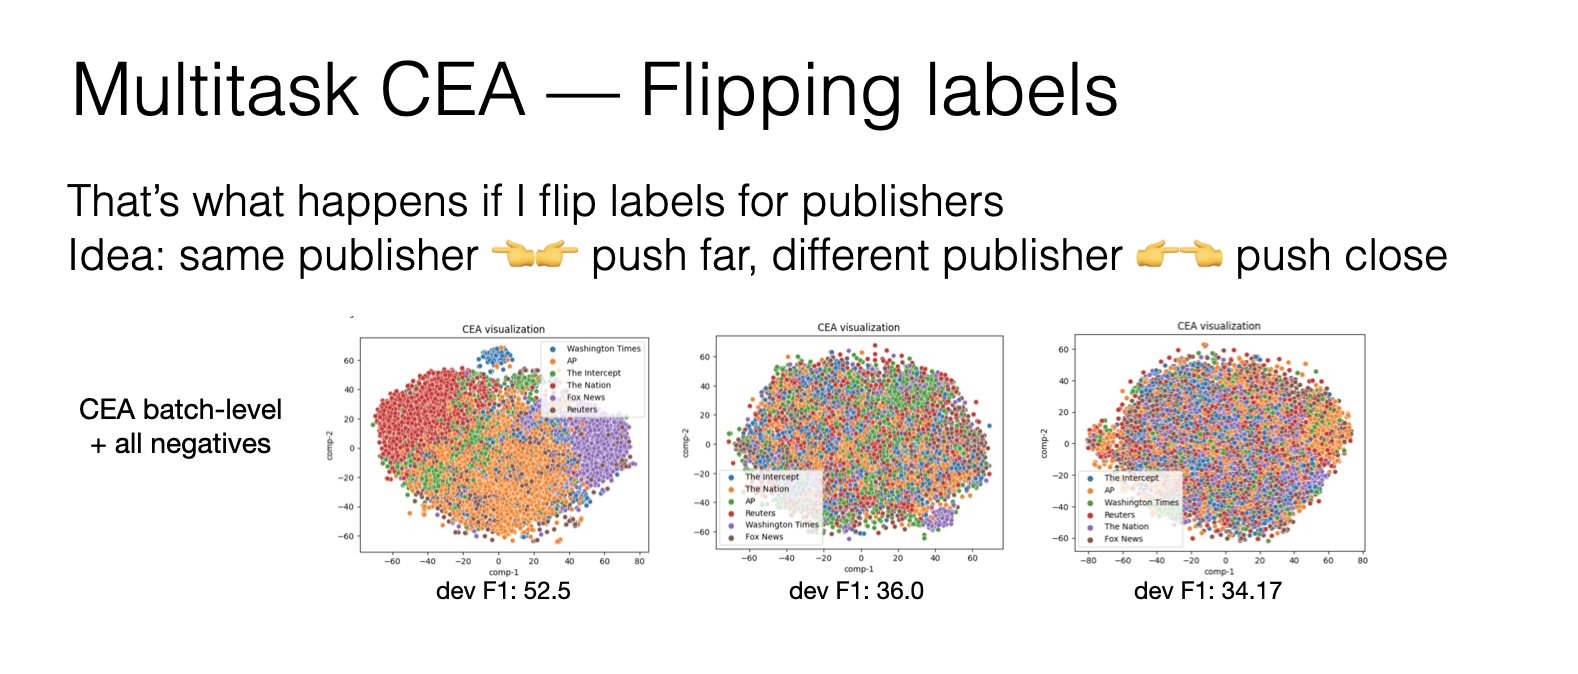 Multitask CEA — Flipping labels
That's what happens if I flip labels for publishers
Idea: same publisher 👈👉 push far, different publisher 👉👈 push close
CEA batch-level
+ all negatives
CEA visualization
Washington Times
AP
The Intercept
The Nation
Fox News
Reuters
comp-2
60
40
20
0
−20
−40
−60
−60
−40
−20
0
20
40
60
80
comp-1
dev F1: 52.5
CEA visualization
comp-2
60
40
20
0
−20
−40
−60
The Intercept
The Nation
AP
Reuters
Washington Times
Fox News
−60
−40
−20
0
20
40
60
comp-1
dev F1: 36.0
CEA visualization
comp-2
60
40
20
0
−20
−40
−60
The Intercept
AP
Washington Times
Reuters
The Nation
Fox News
−80
−60
−40
−20
0
20
40
60
80
comp-1
dev F1: 34.17